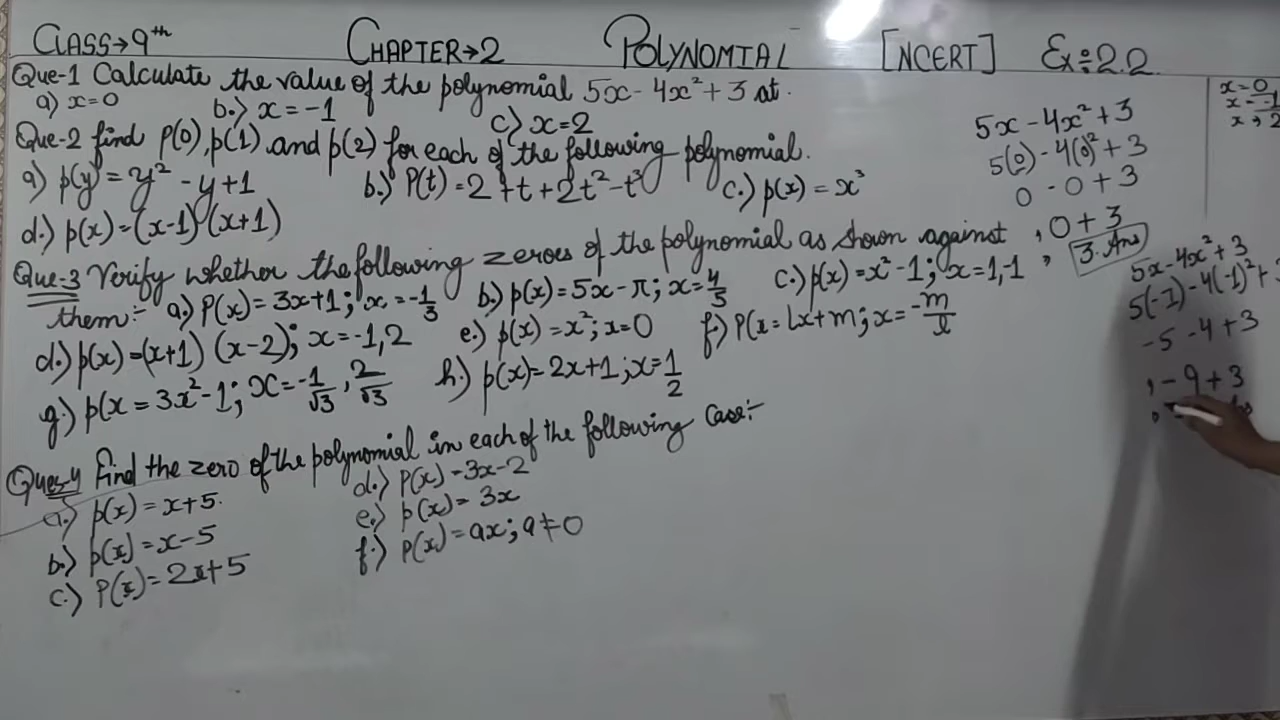 CLASS→9th CHAPTER→2 POLYNOMIAL [NCERT] Ex÷2.2
Que-1 Calculate the value of the polynomial 5x - 4x² + 3 at.
a) x=0 b.) x = -1 c) x=2
Que-2 find p(0), p(1) and p(2) for each of the following polynomial.
a) p(y) = y² - y + 1 b.) P(t) = 2 + t + 2t² - t³ c.) p(x) = x³
d.) p(x) = (x-1) (x+1)
Que-3 Verify whether the following zeroes of the polynomial as shown against
them:- a.) P(x) = 3x+1; x = -1/3 b.) p(x) = 5x - π; x = 4/5 c.) p(x) = x² - 1; x = 1,-1
d.) p(x) = (x+1) (x-2); x = -1, 2 e.) p(x) = x²; x=0 f.) P(x = lx + m; x = -m/l
g.) p(x = 3x² - 1; x = -1/√3, 2/√3 h.) p(x) = 2x+1; x = 1/2
Ques-4 find the zero of the polynomial in each of the following case:-
a.) p(x) = x+5. d.) P(x) = 3x-2
b.) p(x) = x-5 e.) p(x) = 3x
c.) P(x) = 2x+5 f.) P(x) = ax; a≠0
x=0
x=-1
x, 2
5x - 4x² + 3
5(0) - 4(0)² + 3
0 - 0 + 3
, 0 + 3
, 3. Ans
5x - 4x² + 3
5(-1) - 4(-1)² +
-5 - 4 + 3
, -9 + 3